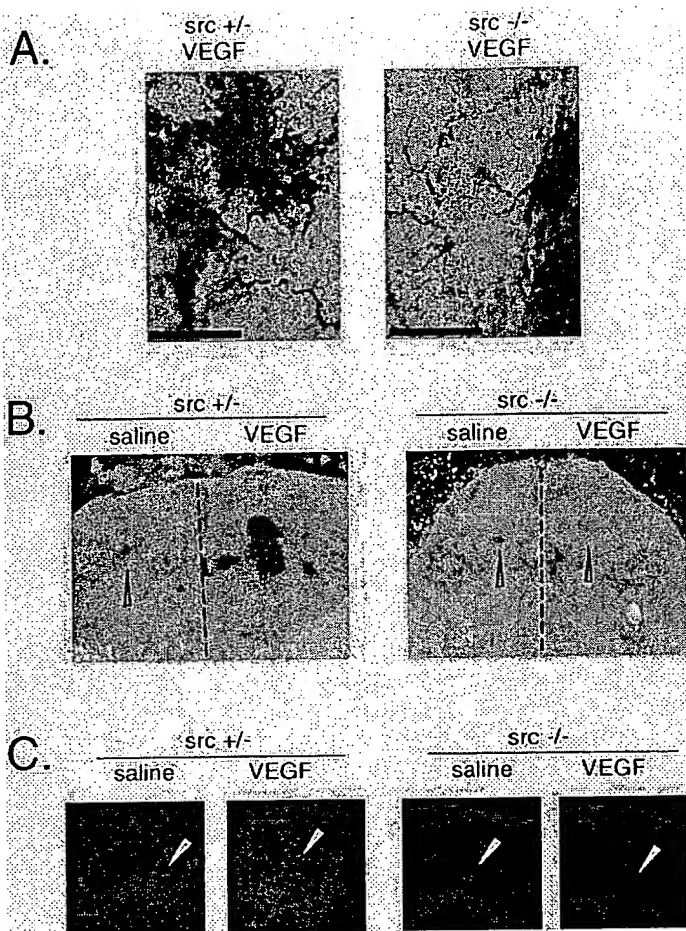 A.
src +/-
VEGF
src -/-
VEGF
B.
src +/-
src -/-
saline VEGF
saline VEGF
C.
src +/-
src -/-
saline VEGF
saline VEGF